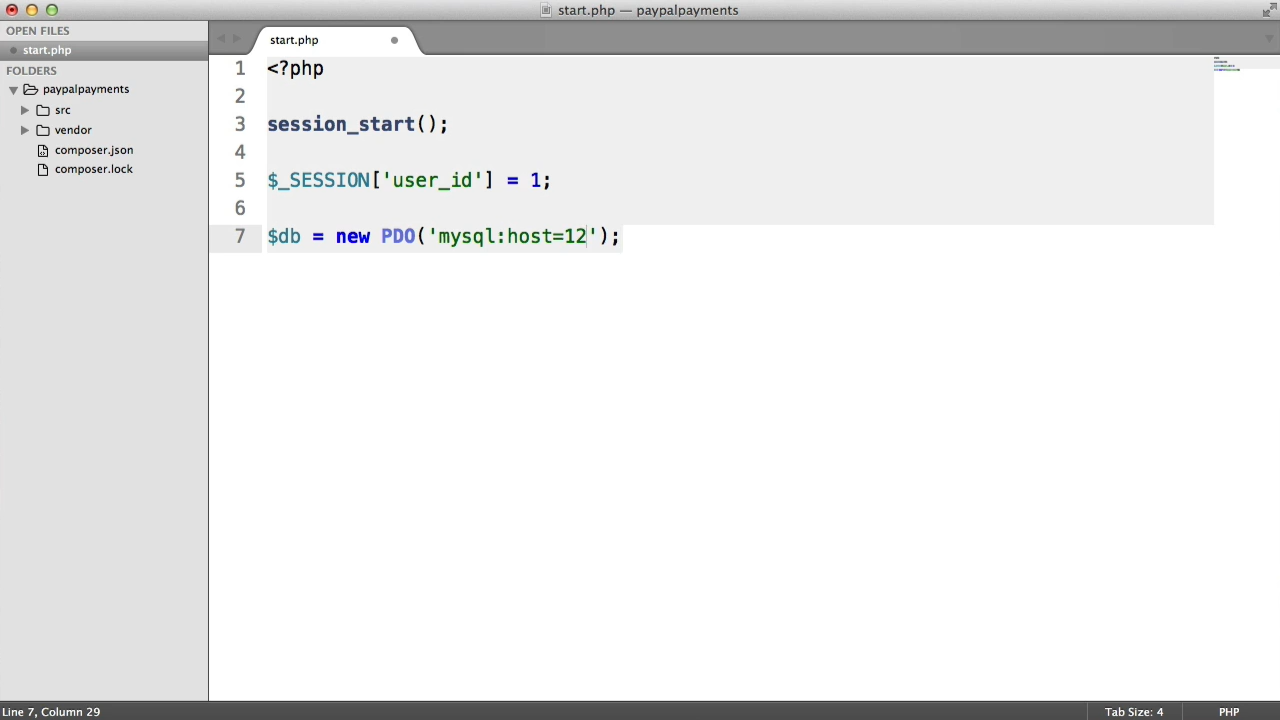 start.php — paypalpayments
OPEN FILES
start.php
FOLDERS
paypalpayments
src
vendor
composer.json
composer.lock
start.php
1 <?php
2
3 session_start();
4
5 $_SESSION['user_id'] = 1;
6
7 $db = new PDO('mysql:host=12');
Line 7, Column 29
Tab Size: 4
PHP